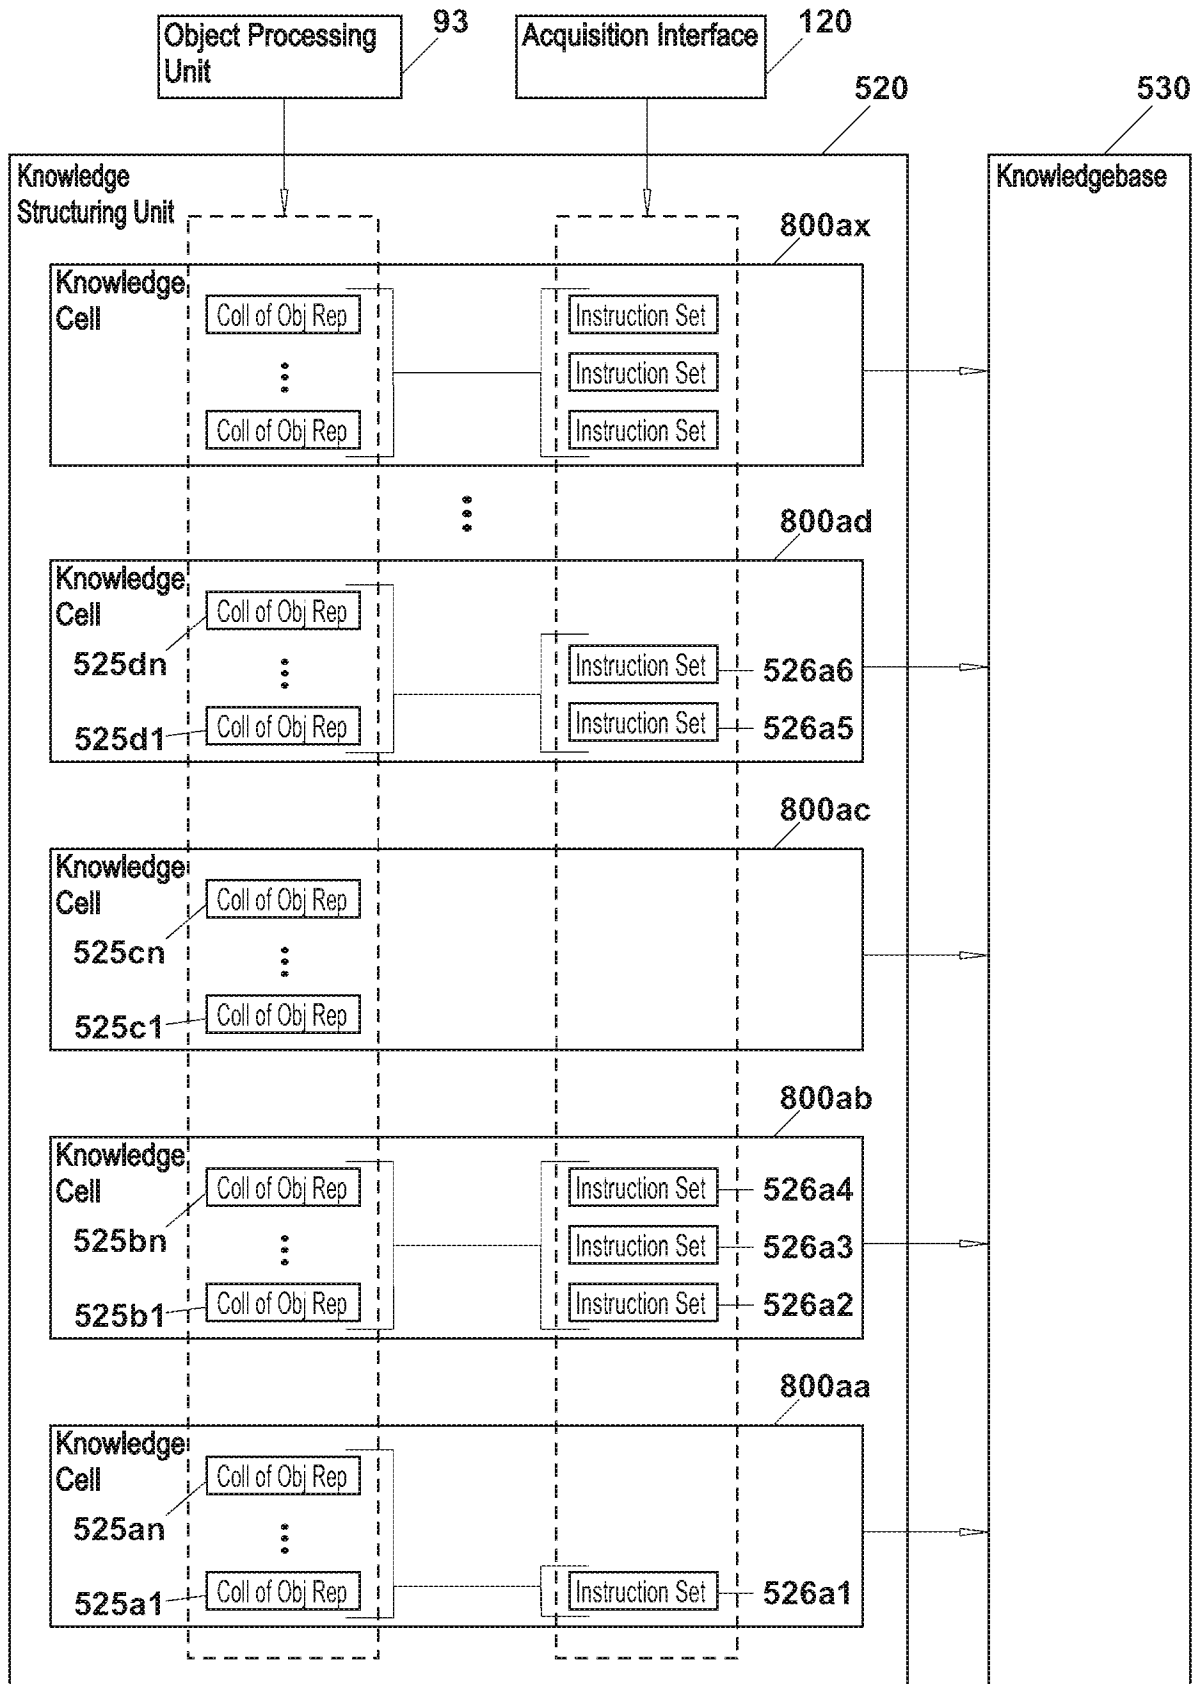 Object Processing
Unit
93
Acquisition Interface
120
520
530
Knowledge
Structuring Unit
Knowledgebase
800ax
Knowledge
Cell
Coll of Obj Rep
Instruction Set
Instruction Set
Coll of Obj Rep
Instruction Set
800ad
Knowledge
Cell
Coll of Obj Rep
525dn
Instruction Set
526a6
525d1
Coll of Obj Rep
Instruction Set
526a5
800ac
Knowledge
Cell
Coll of Obj Rep
525cn
525c1
Coll of Obj Rep
800ab
Knowledge
Cell
Coll of Obj Rep
Instruction Set
526a4
525bn
Instruction Set
526a3
525b1
Coll of Obj Rep
Instruction Set
526a2
800aa
Knowledge
Cell
Coll of Obj Rep
525an
525a1
Coll of Obj Rep
Instruction Set
526a1